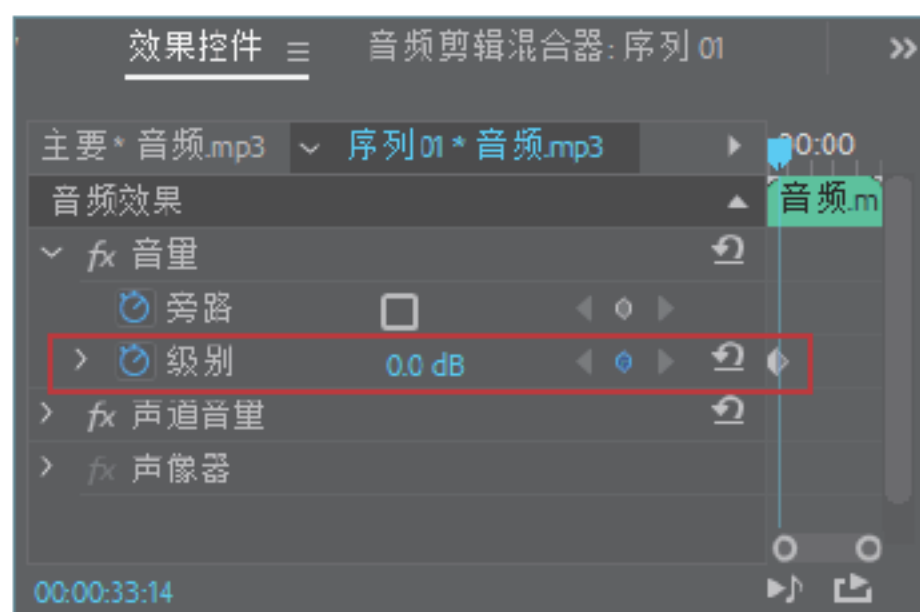 效果控件 音频剪辑混合器: 序列 01
主要* 音频.mp3 序列 01 * 音频.mp3 00:00
音频效果 音频.m
fx 音量
旁路
级别 0.0 dB
fx 声道音量
fx 声像器
00:00:33:14